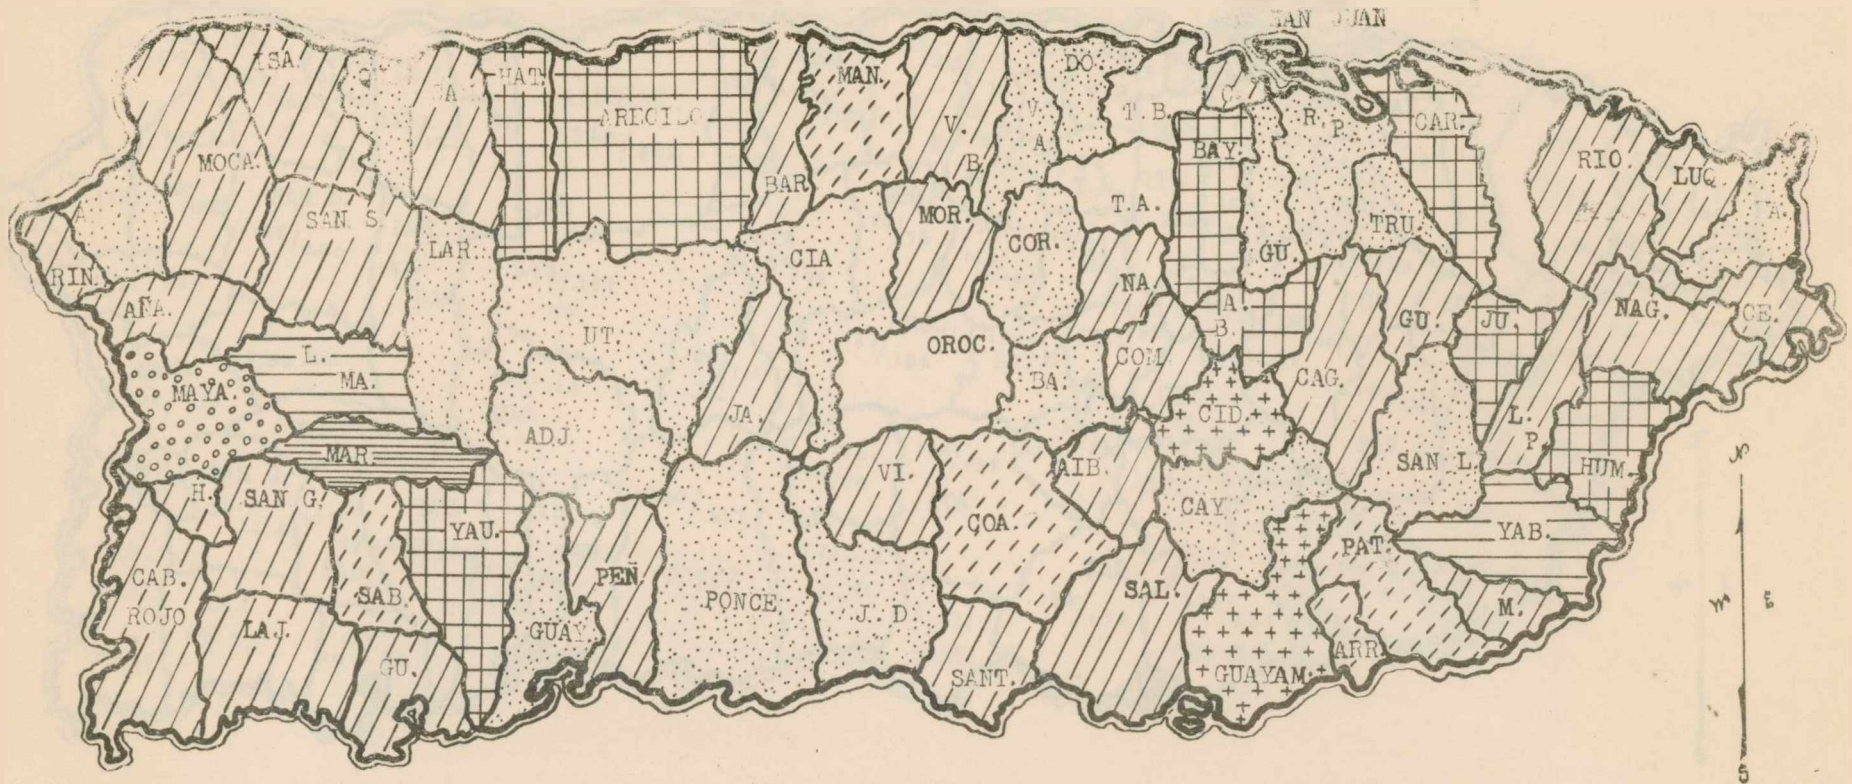 SAN JUAN
ISA.
HAT.
ARECIBO
MAN.
DO.
V.
B.
V.
A.
T.B.
C.
R.
P.
CAR.
MOCA
BAR
BAY
RIO.
LUQ
FA.
A.
SAN S.
LAR.
CIA
MOR
COR.
T.A.
GU.
TRU.
RIN.
AÑA.
UT.
NA.
A.
B.
GU.
JU.
NAG.
CE.
L.
MA.
OROC.
COM.
MAYA.
JA.
BA.
CID.
CAG.
L.
P.
ADJ.
MAR.
VI.
AIB.
SAN L.
HUM.
H.
SAN G.
YAU.
COA.
CAY
YAB.
PAT.
CAB.
ROJO
SAB.
PEÑ
PONCE
J. D
SAL.
M.
LAJ.
GUAY
GU.
SANT.
GUAYAM.
ARR.
N
W
E
S